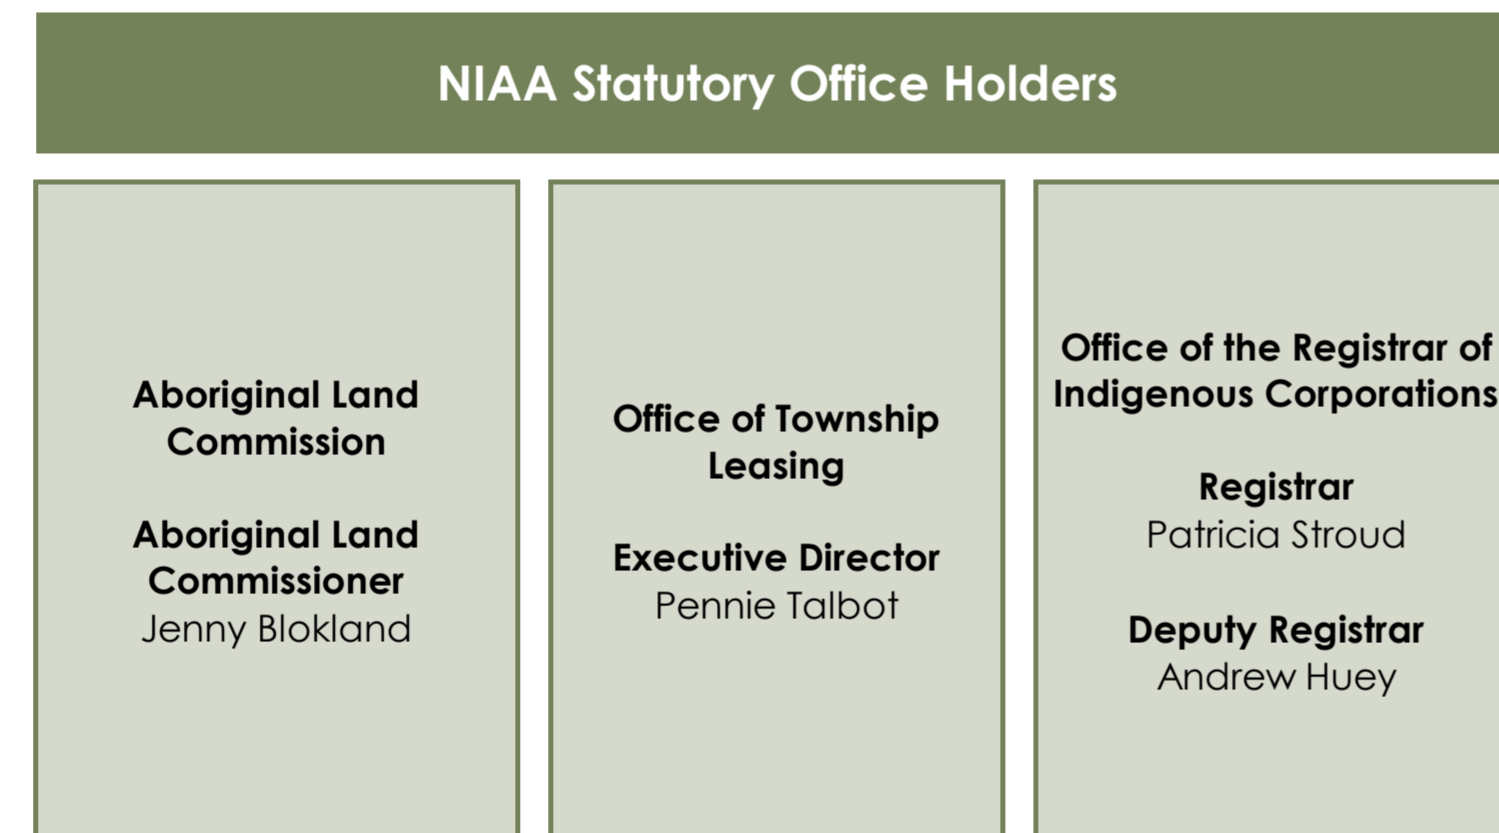 NIAA Statutory Office Holders
Aboriginal Land
Commission
Aboriginal Land
Commissioner
Jenny Blokland
Office of Township
Leasing
Executive Director
Pennie Talbot
Office of the Registrar of
Indigenous Corporations
Registrar
Patricia Stroud
Deputy Registrar
Andrew Huey